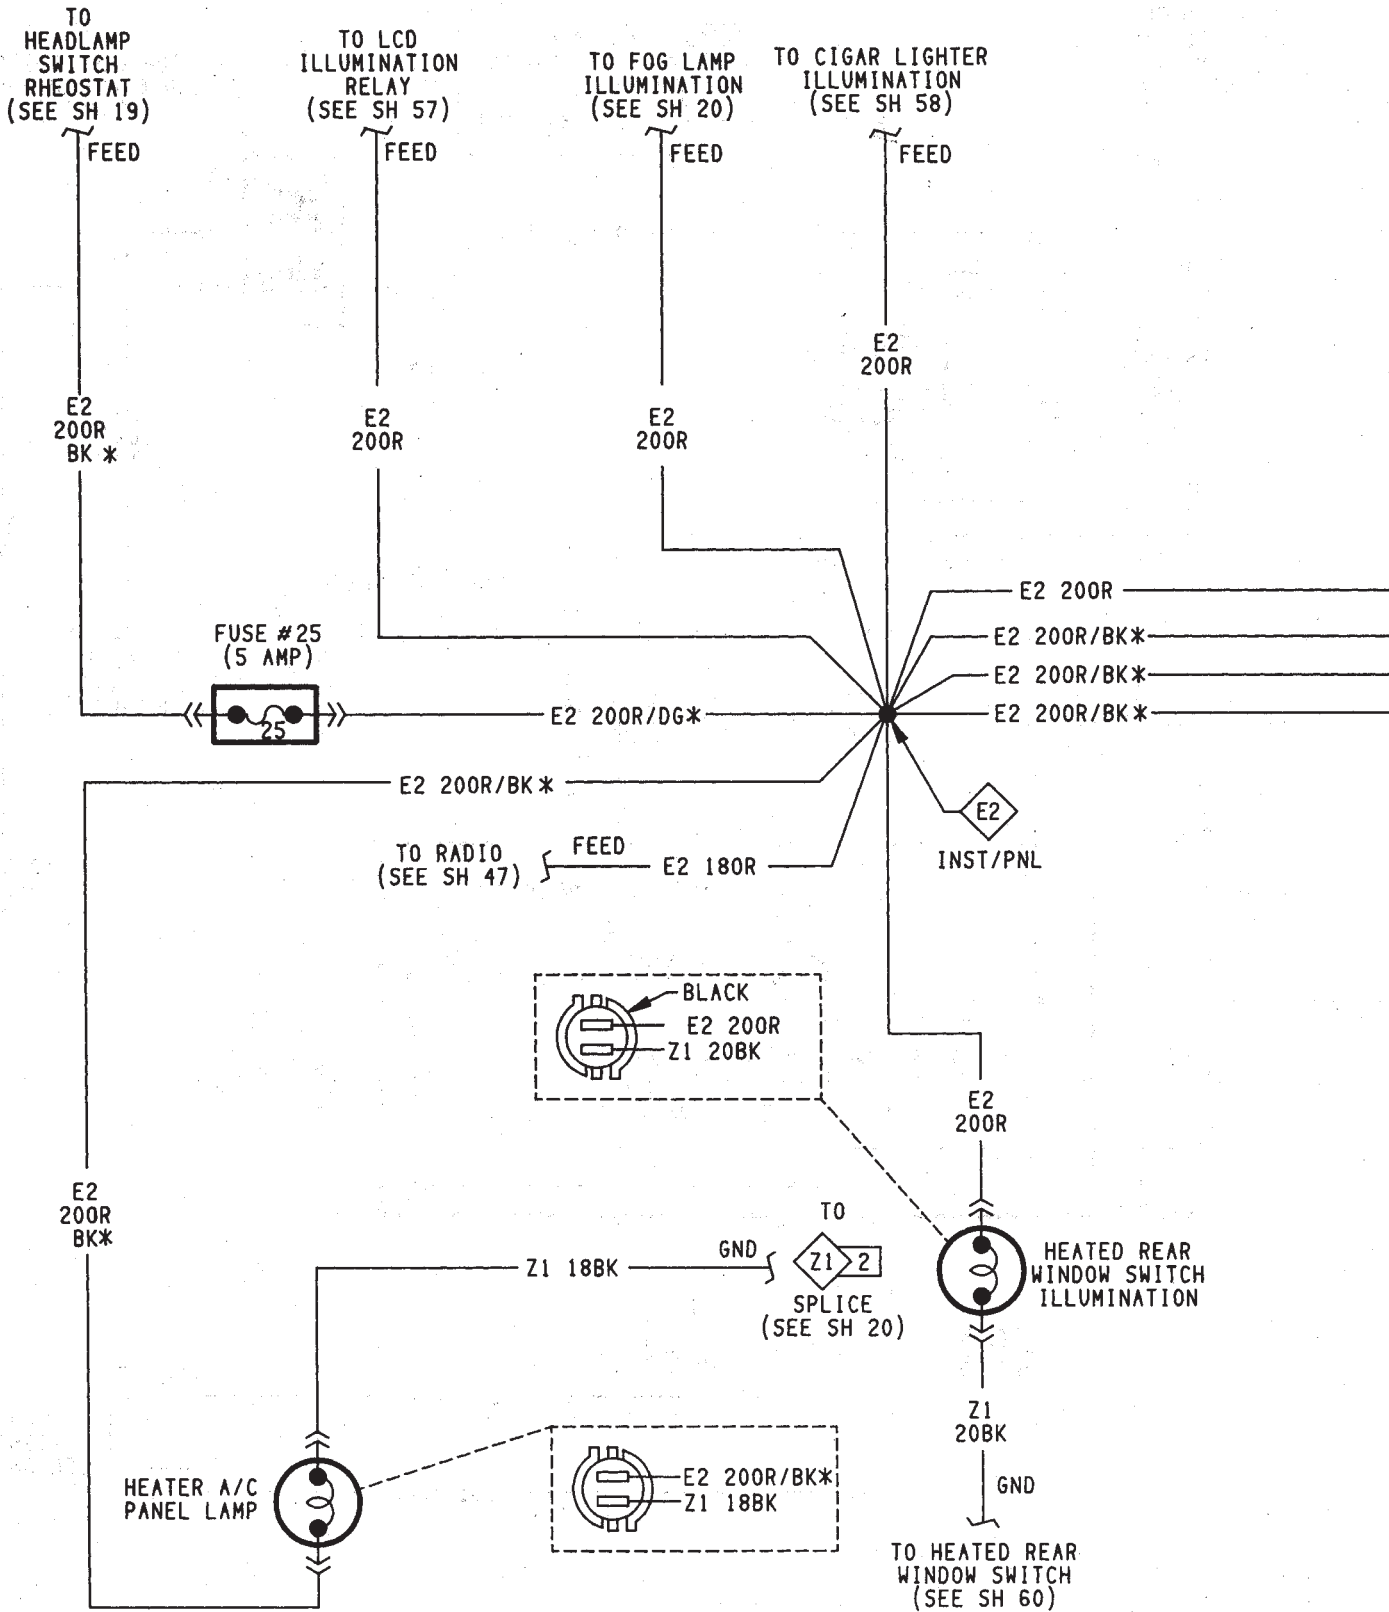 TO
HEADLAMP
SWITCH
RHEOSTAT
(SEE SH 19)
FEED
TO LCD
ILLUMINATION
RELAY
(SEE SH 57)
FEED
TO FOG LAMP
ILLUMINATION
(SEE SH 20)
FEED
TO CIGAR LIGHTER
ILLUMINATION
(SEE SH 58)
FEED
E2
200R
E2
200R
BK *
E2
200R
E2
200R
E2 200R
E2 200R/BK*
E2 200R/BK*
E2 200R/BK*
FUSE #25
(5 AMP)
25
E2 200R/DG*
E2 200R/BK*
E2
INST/PNL
TO RADIO
(SEE SH 47)
FEED
E2 180R
BLACK
E2 200R
Z1 20BK
E2
200R
E2
200R
BK*
TO
Z1 2
SPLICE
(SEE SH 20)
GND
Z1 18BK
HEATED REAR
WINDOW SWITCH
ILLUMINATION
Z1
20BK
GND
TO HEATED REAR
WINDOW SWITCH
(SEE SH 60)
HEATER A/C
PANEL LAMP
E2 200R/BK*
Z1 18BK